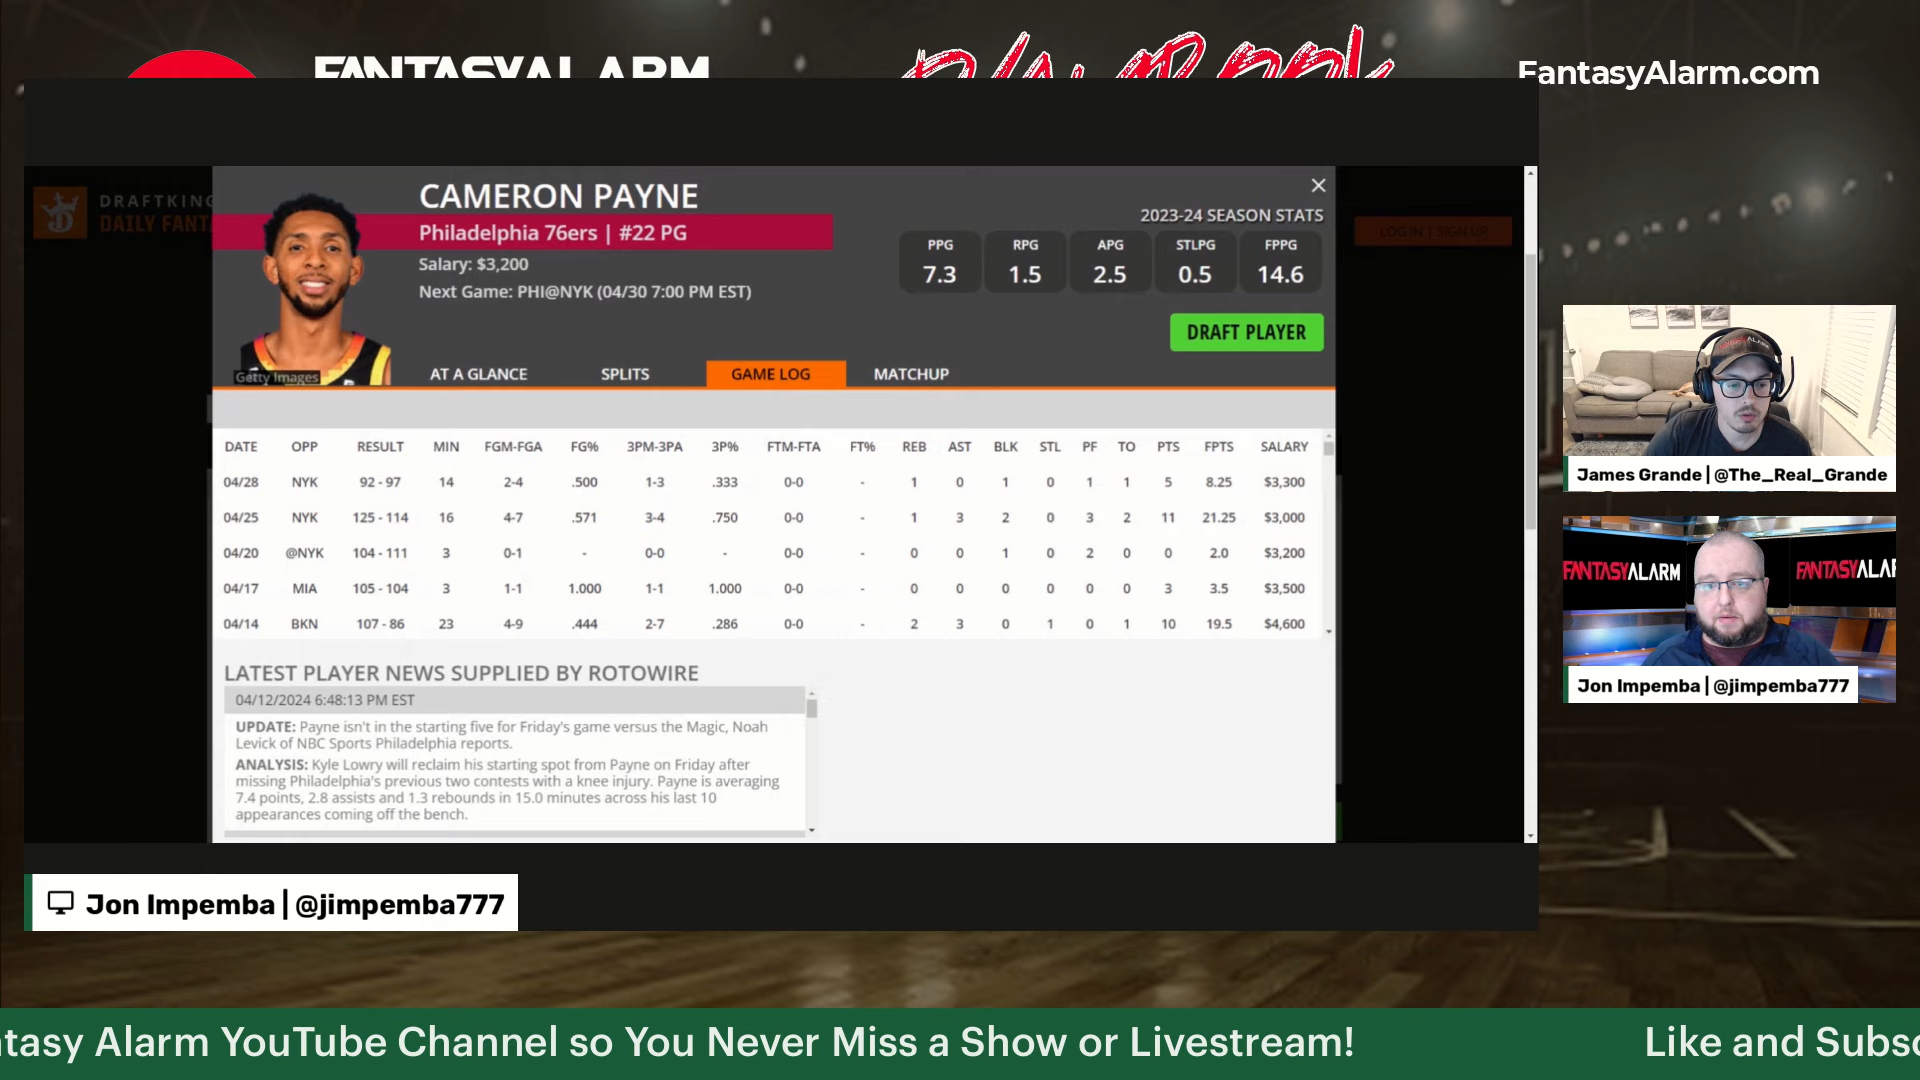 FANTASYALARM
PLAYER POOL
FantasyAlarm.com
DRAFTKING
DAILY FANT
LOG IN | SIGN UP
CAMERON PAYNE
Philadelphia 76ers | #22 PG
Salary: $3,200
Next Game: PHI@NYK (04/30 7:00 PM EST)
2023-24 SEASON STATS
PPG RPG APG STLPG FPPG
7.3 1.5 2.5 0.5 14.6
DRAFT PLAYER
Getty Images
AT A GLANCE SPLITS GAME LOG MATCHUP
DATE OPP RESULT MIN FGM-FGA FG% 3PM-3PA 3P% FTM-FTA FT% REB AST BLK STL PF TO PTS FPTS SALARY
04/28 NYK 92 - 97 14 2-4 .500 1-3 .333 0-0 - 1 0 1 0 1 1 5 8.25 $3,300
04/25 NYK 125 - 114 16 4-7 .571 3-4 .750 0-0 - 1 3 2 0 3 2 11 21.25 $3,000
04/20 @NYK 104 - 111 3 0-1 - 0-0 - 0-0 - 0 0 1 0 2 0 0 2.0 $3,200
04/17 MIA 105 - 104 3 1-1 1.000 1-1 1.000 0-0 - 0 0 0 0 0 0 3 3.5 $3,500
04/14 BKN 107 - 86 23 4-9 .444 2-7 .286 0-0 - 2 3 0 1 0 1 10 19.5 $4,600
LATEST PLAYER NEWS SUPPLIED BY ROTOWIRE
04/12/2024 6:48:13 PM EST
UPDATE: Payne isn't in the starting five for Friday's game versus the Magic, Noah
Levick of NBC Sports Philadelphia reports.
ANALYSIS: Kyle Lowry will reclaim his starting spot from Payne on Friday after
missing Philadelphia's previous two contests with a knee injury. Payne is averaging
7.4 points, 2.8 assists and 1.3 rebounds in 15.0 minutes across his last 10
appearances coming off the bench.
James Grande | @The_Real_Grande
FANTASYALARM
FANTASYALAR
Jon Impemba | @jimpemba777
Jon Impemba | @jimpemba777
ntasy Alarm YouTube Channel so You Never Miss a Show or Livestream!
Like and Subsc